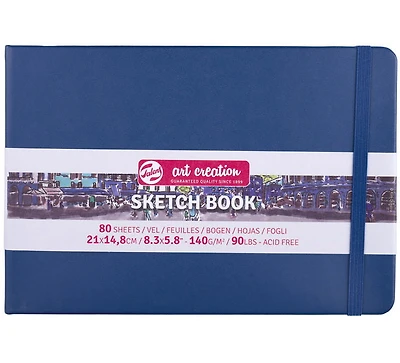 Talens
art creation
GUARANTEED QUALITY SINCE 1899
SKETCH BOOK
80 SHEETS / VEL / FEUILLES / BOGEN / HOJAS / FOGLI
21X14,8CM / 8.3X5.8" - 140G/M² / 90LBS - ACID FREE